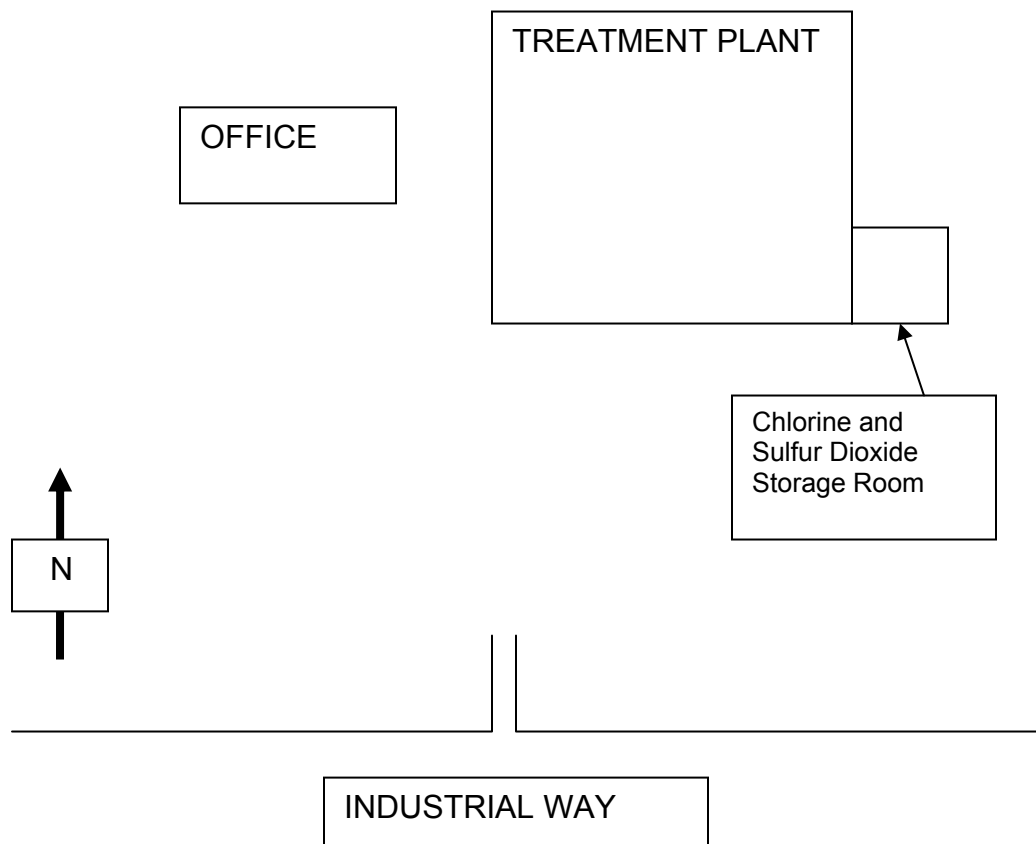 TREATMENT PLANT
OFFICE
Chlorine and
Sulfur Dioxide
Storage Room
N
INDUSTRIAL WAY